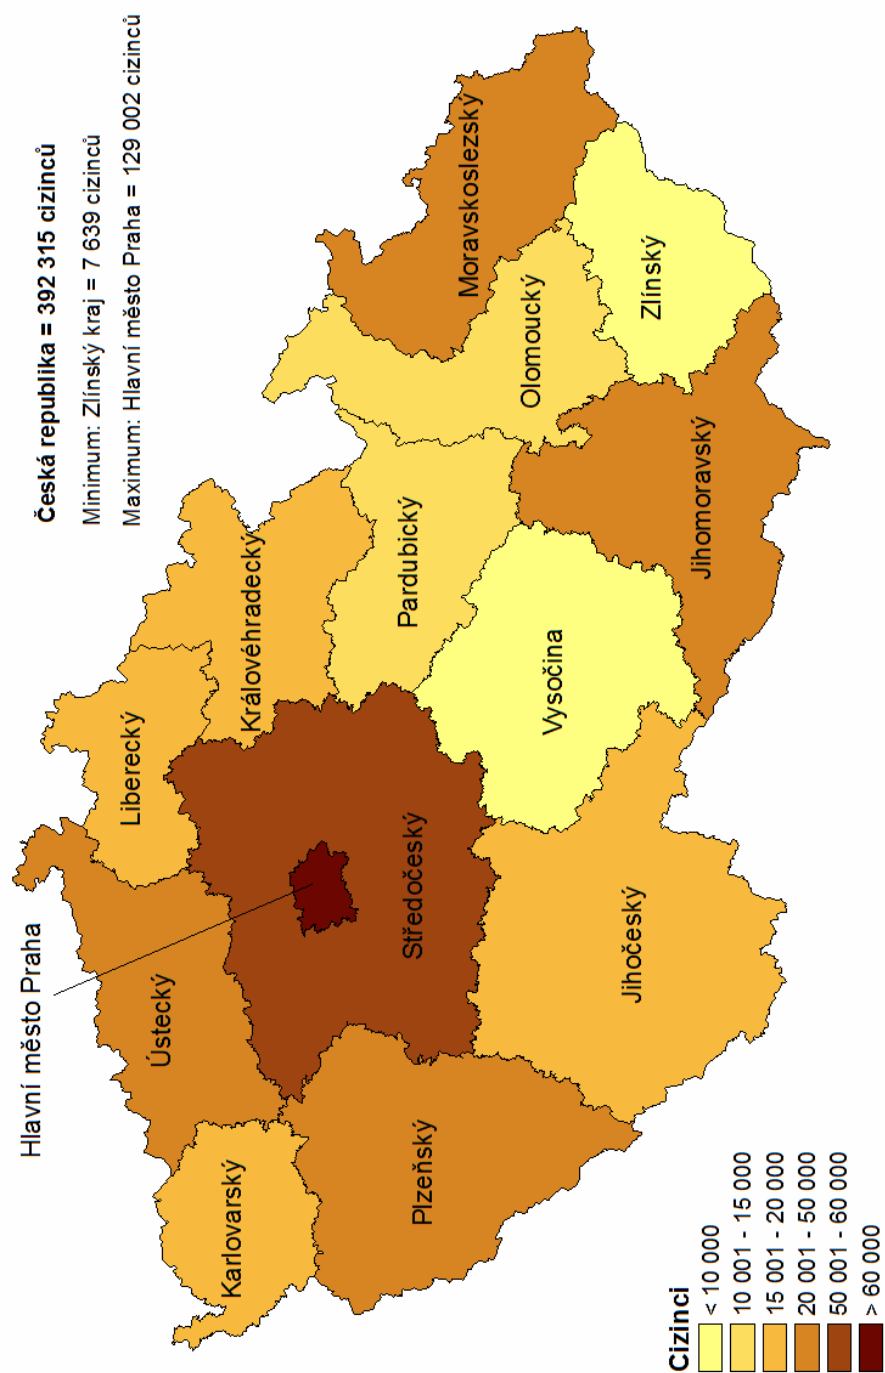 Česká republika = 392 315 cizinců
Minimum: Zlínský kraj = 7 639 cizinců
Maximum: Hlavní město Praha = 129 002 cizinců
Hlavní město Praha
Liberecký
Ústecký
Královéhradecký
Karlovarský
Středočeský
Pardubický
Moravskoslezský
Plzeňský
Olomoucký
Vysočina
Jihočeský
Zlínský
Jihomoravský
Cizinci
< 10 000
10 001 - 15 000
15 001 - 20 000
20 001 - 50 000
50 001 - 60 000
> 60 000